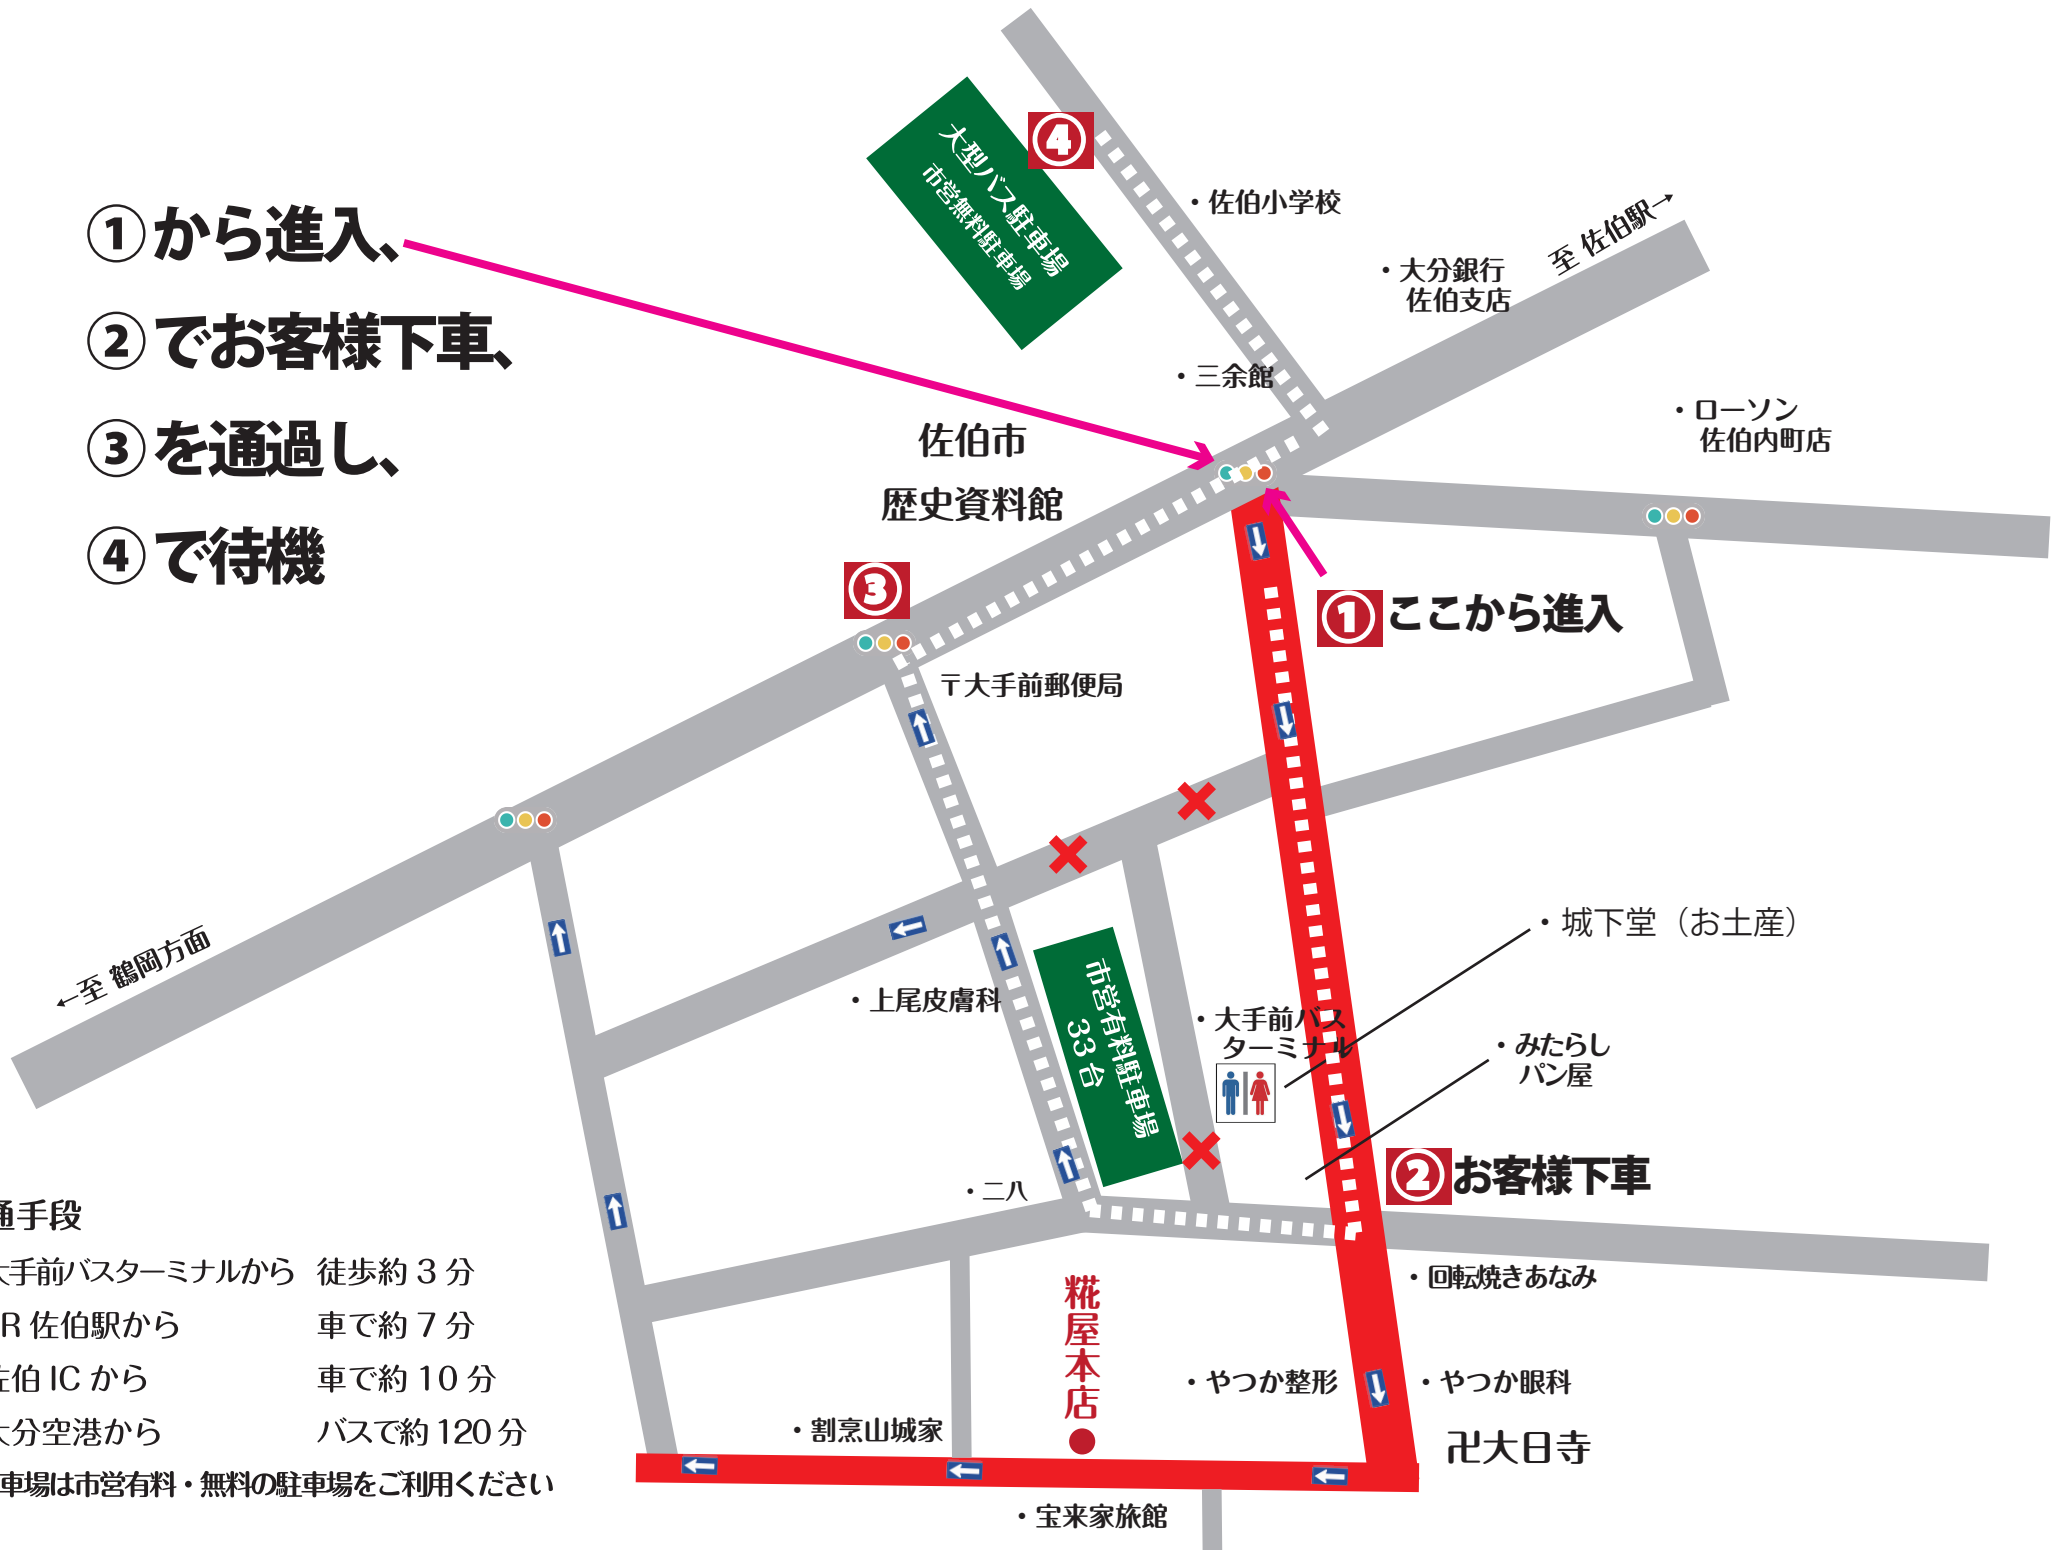 ①から進入、
②でお客様下車、
③を通過し、
④で待機
④
大型バス駐車場
市営無料駐車場
・佐伯小学校
・大分銀行
佐伯支店
至 佐伯駅→
・三余館
・ローソン
佐伯内町店
佐伯市
歴史資料館
③
①ここから進入
〒大手前郵便局
←至 鶴岡方面
・城下堂（お土産）
・上尾皮膚科
市営有料駐車場
33台
・大手前バス
ターミナル
・みたらし
パン屋
②お客様下車
・二八
・回転焼きあなみ
糀屋本店
・やつか整形
・やつか眼科
・割烹山城家
卍大日寺
・宝来家旅館
通手段
大手前バスターミナルから 徒歩約 3 分
R 佐伯駅から 車で約 7 分
佐伯 IC から 車で約 10 分
大分空港から バスで約 120 分
車場は市営有料・無料の駐車場をご利用ください